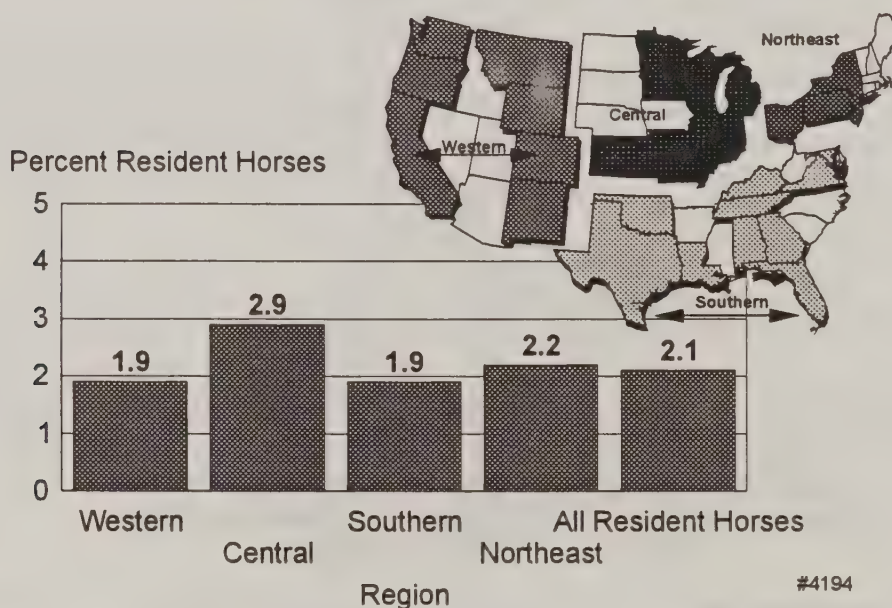 Northeast
Central
Western
Percent Resident Horses
Southern
5
4
3
2
1
0
1.9
2.9
1.9
2.2
2.1
Western
Southern
All Resident Horses
Central
Northeast
Region
#4194